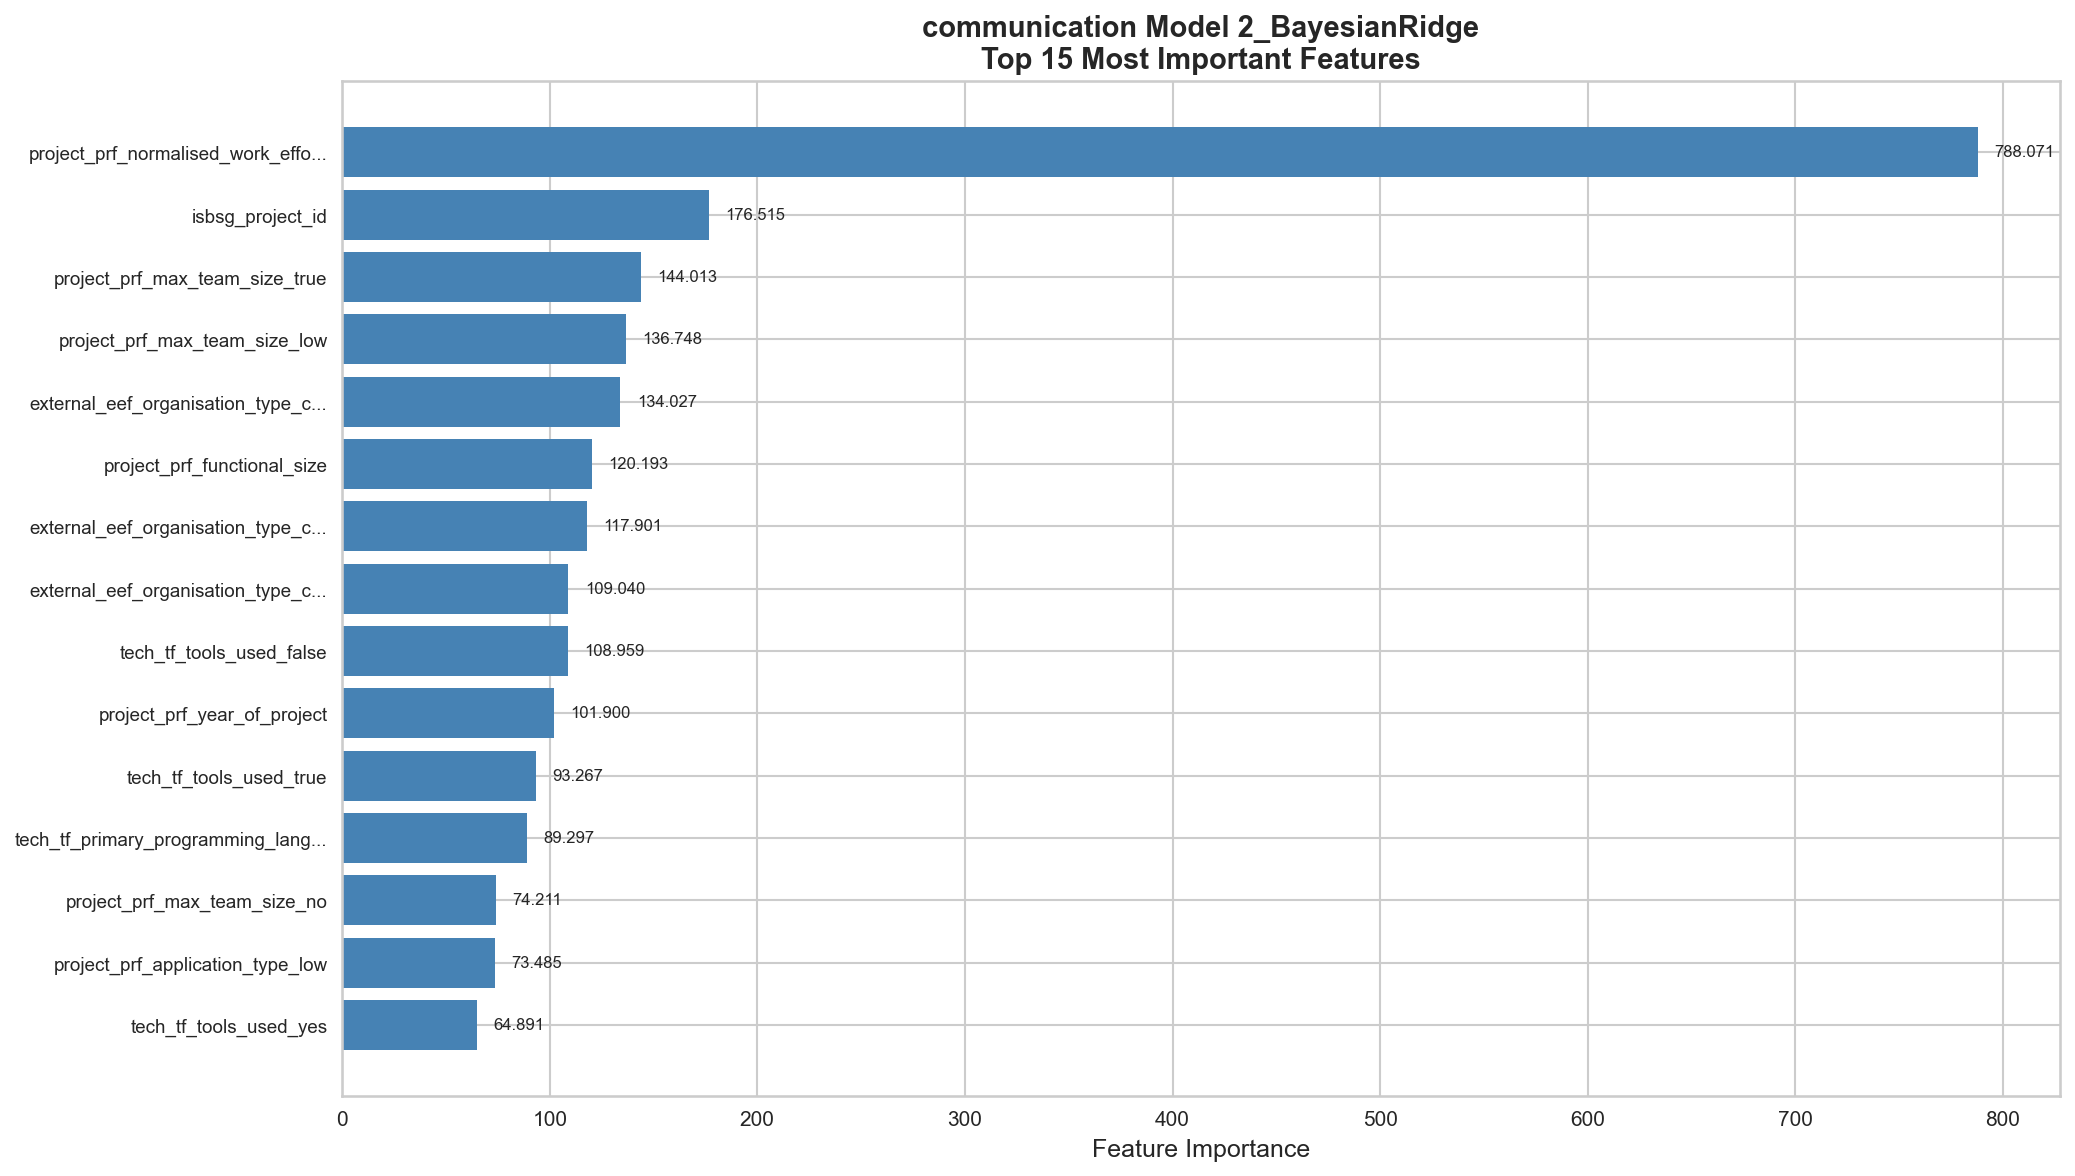 communication Model 2_BayesianRidge
Top 15 Most Important Features
project_prf_normalised_work_effo... 788.071
isbsg_project_id 176.515
project_prf_max_team_size_true 144.013
project_prf_max_team_size_low 136.748
external_eef_organisation_type_c... 134.027
project_prf_functional_size 120.193
external_eef_organisation_type_c... 117.901
external_eef_organisation_type_c... 109.040
tech_tf_tools_used_false 108.959
project_prf_year_of_project 101.900
tech_tf_tools_used_true 93.267
tech_tf_primary_programming_lang... 89.297
project_prf_max_team_size_no 74.211
project_prf_application_type_low 73.485
tech_tf_tools_used_yes 64.891
0 100 200 300 400 500 600 700 800
Feature Importance